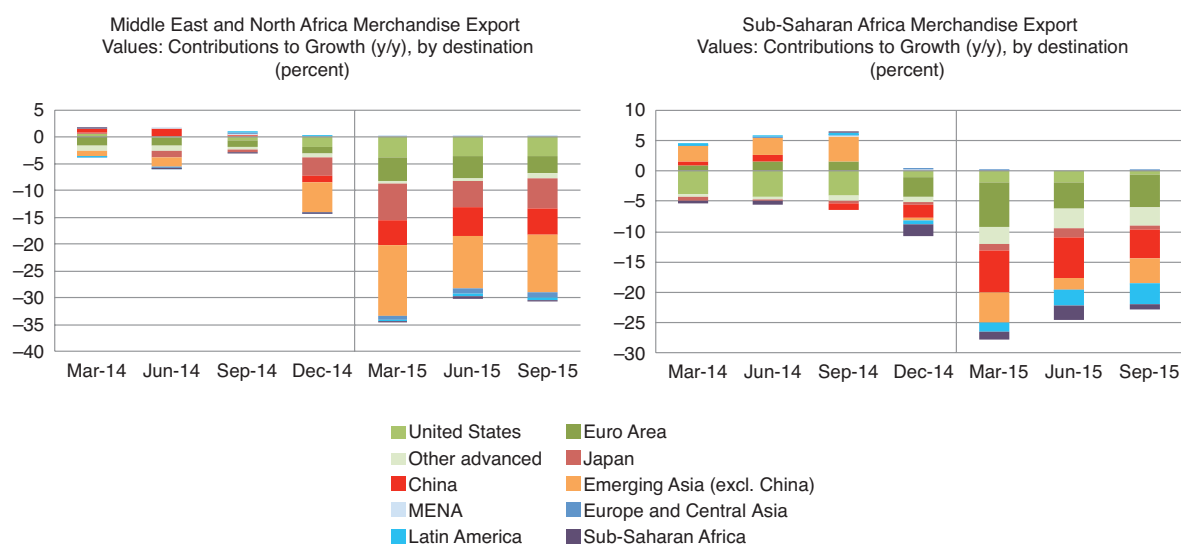 Middle East and North Africa Merchandise Export
Values: Contributions to Growth (y/y), by destination
(percent)
5
0
–5
–10
–15
–20
–25
–30
–35
–40
Mar-14 Jun-14 Sep-14 Dec-14 Mar-15 Jun-15 Sep-15
Sub-Saharan Africa Merchandise Export
Values: Contributions to Growth (y/y), by destination
(percent)
10
5
0
–5
–10
–15
–20
–25
–30
Mar-14 Jun-14 Sep-14 Dec-14 Mar-15 Jun-15 Sep-15
United States Euro Area
Other advanced Japan
China Emerging Asia (excl. China)
MENA Europe and Central Asia
Latin America Sub-Saharan Africa